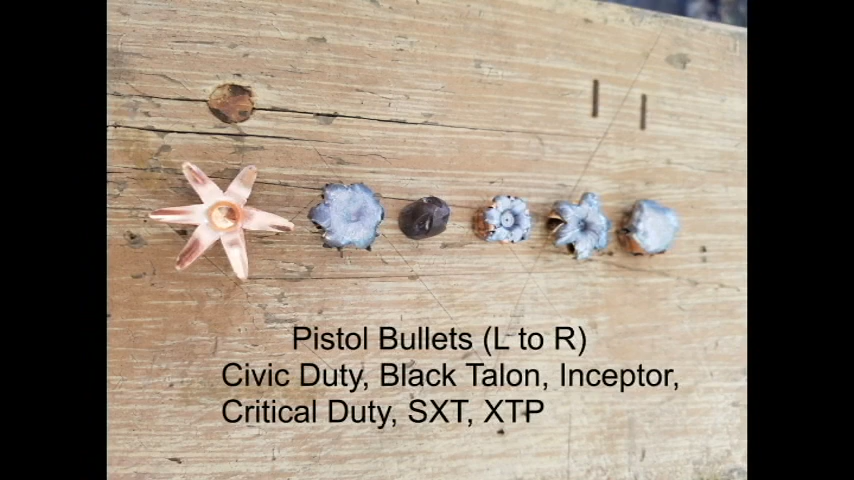 Pistol Bullets (L to R)
Civic Duty, Black Talon, Inceptor,
Critical Duty, SXT, XTP